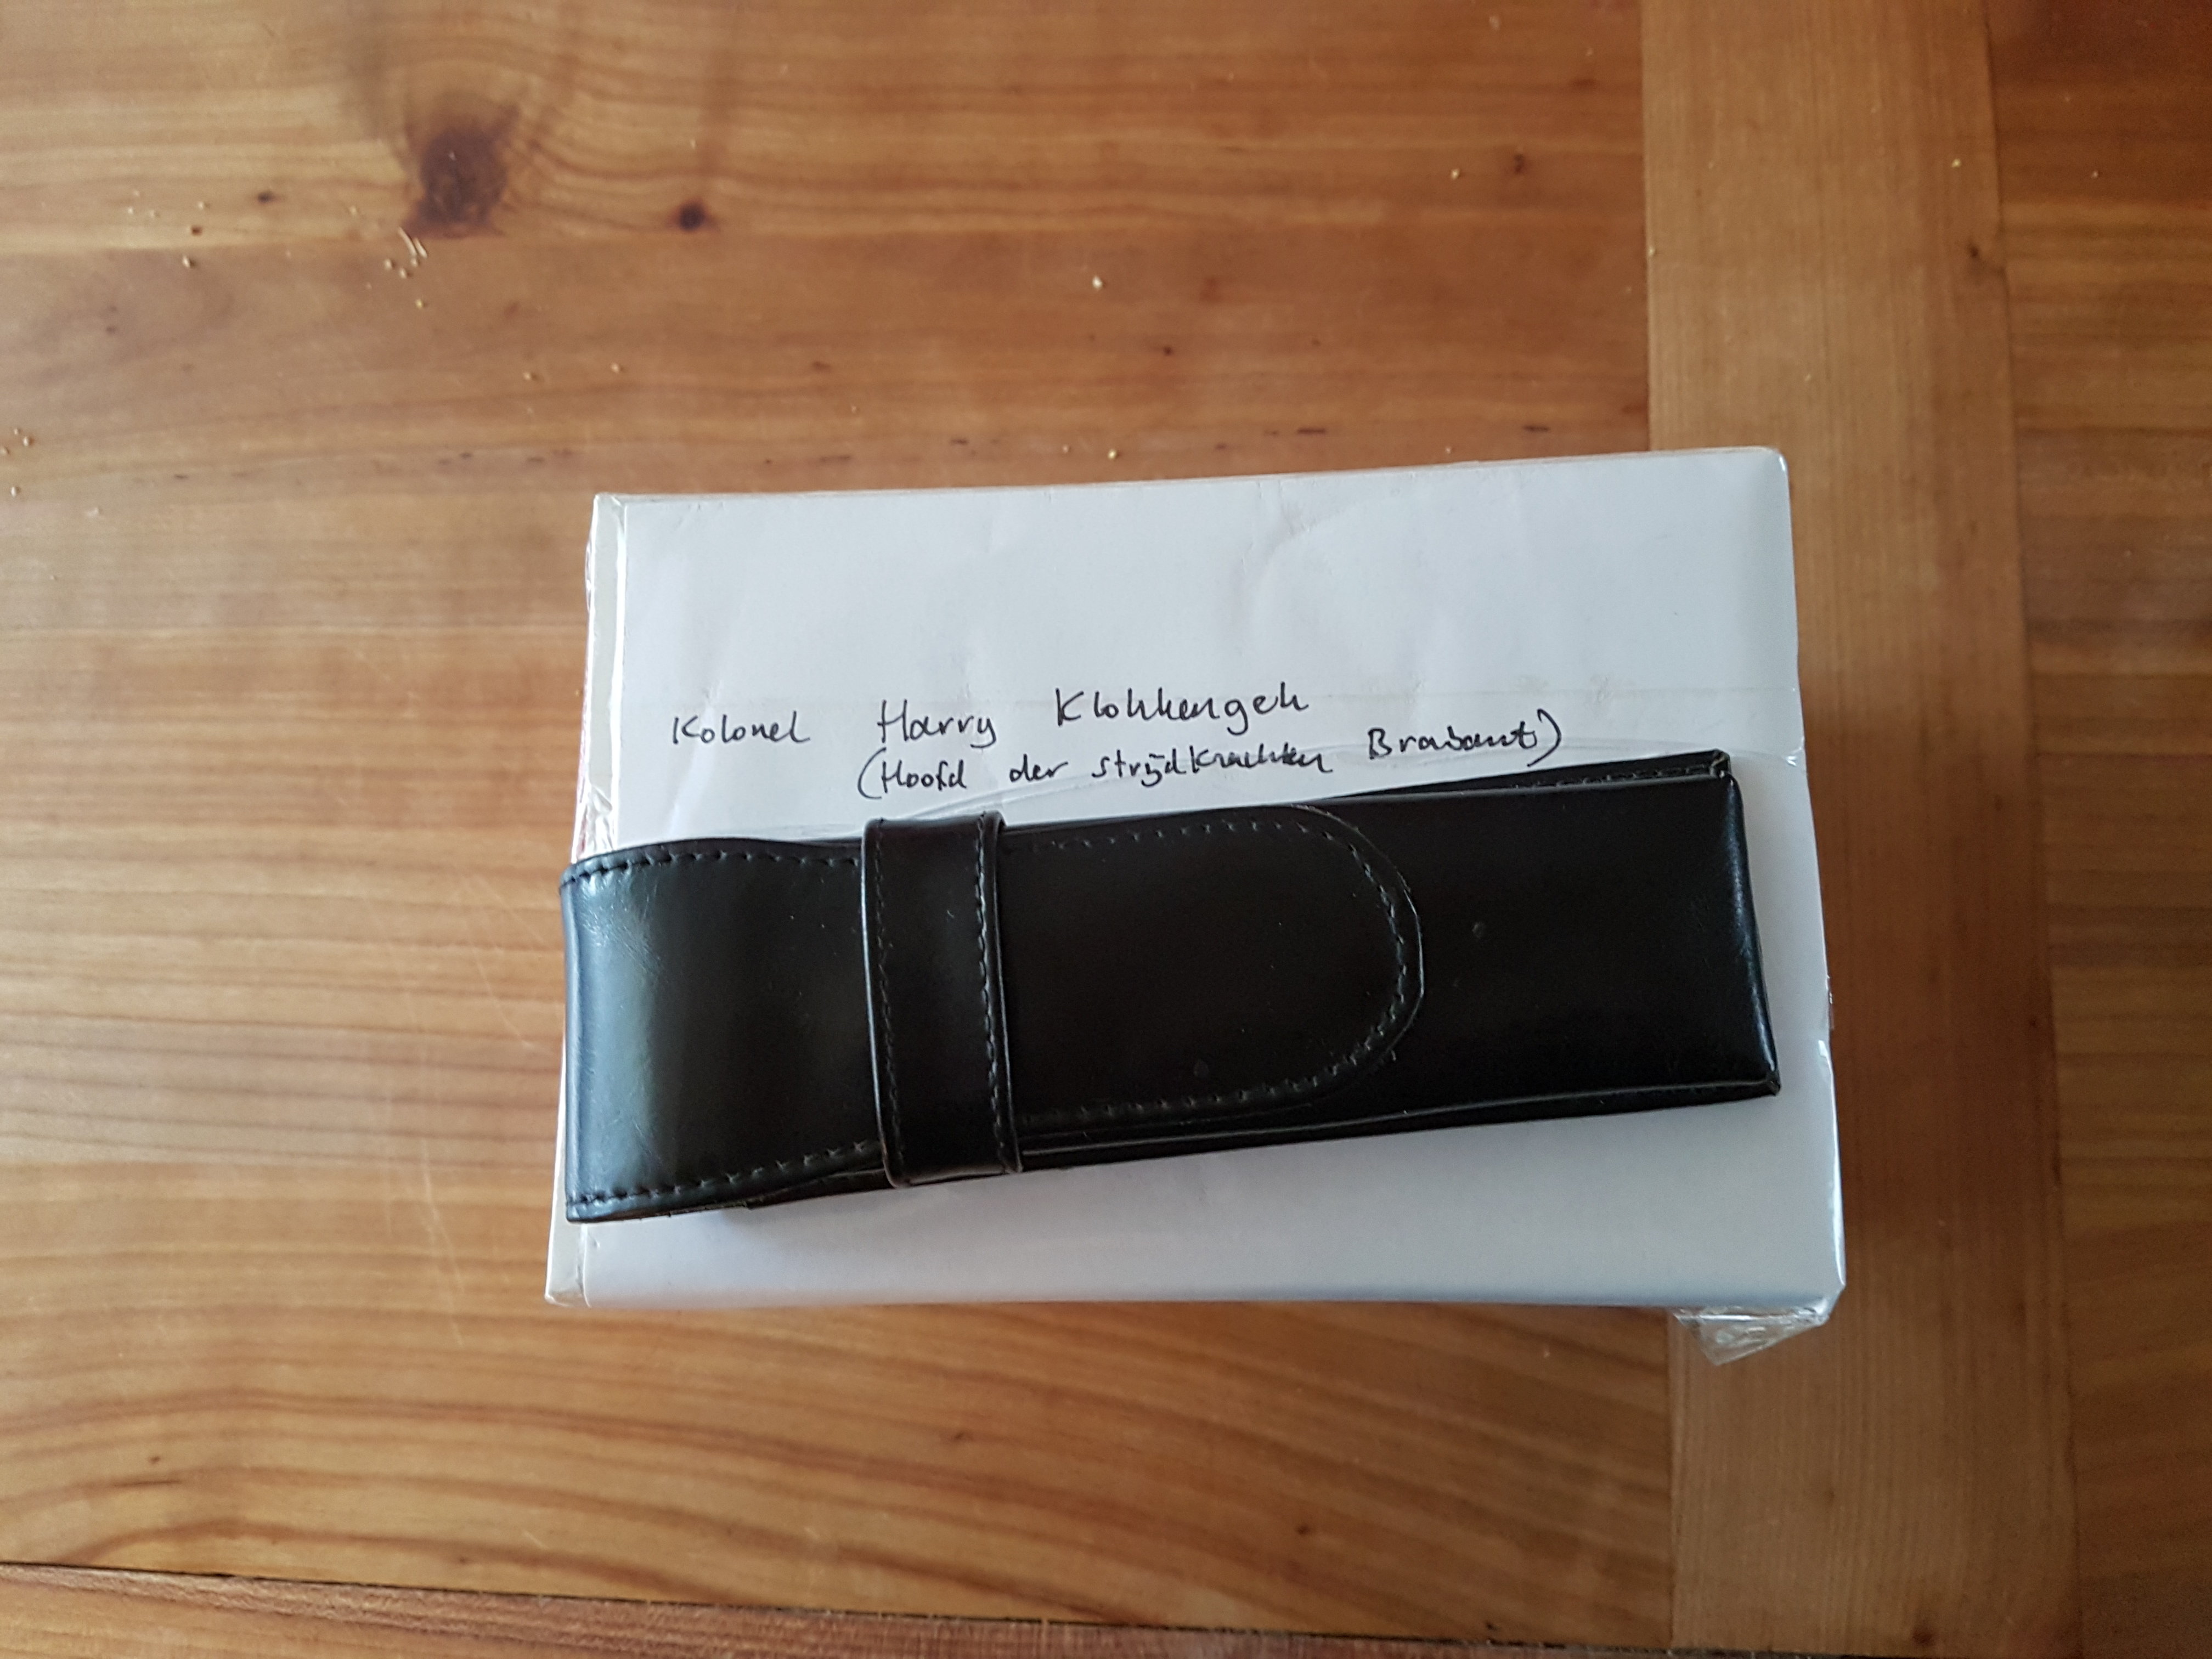 Kolonel Harry Klokkengek
(Hoofd der strijdkrachten Brabant)